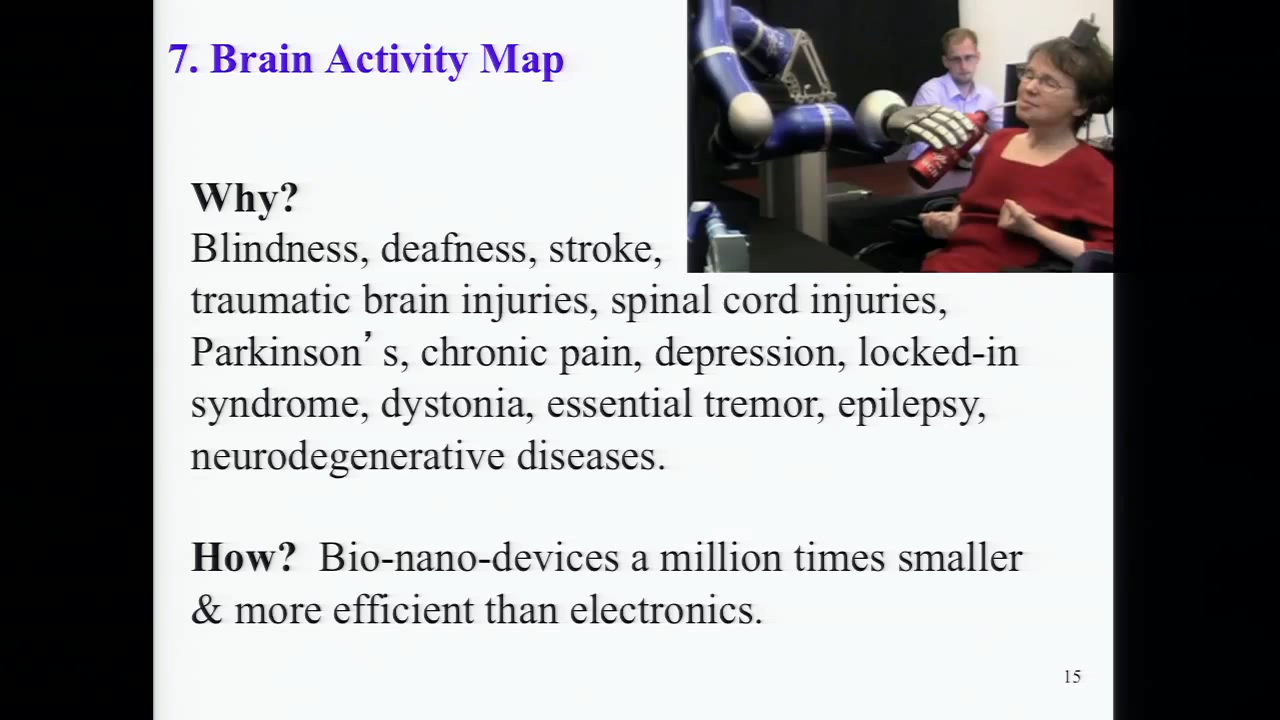 7. Brain Activity Map
Why?
Blindness, deafness, stroke,
traumatic brain injuries, spinal cord injuries,
Parkinson’s, chronic pain, depression, locked-in
syndrome, dystonia, essential tremor, epilepsy,
neurodegenerative diseases.
How? Bio-nano-devices a million times smaller
& more efficient than electronics.
15